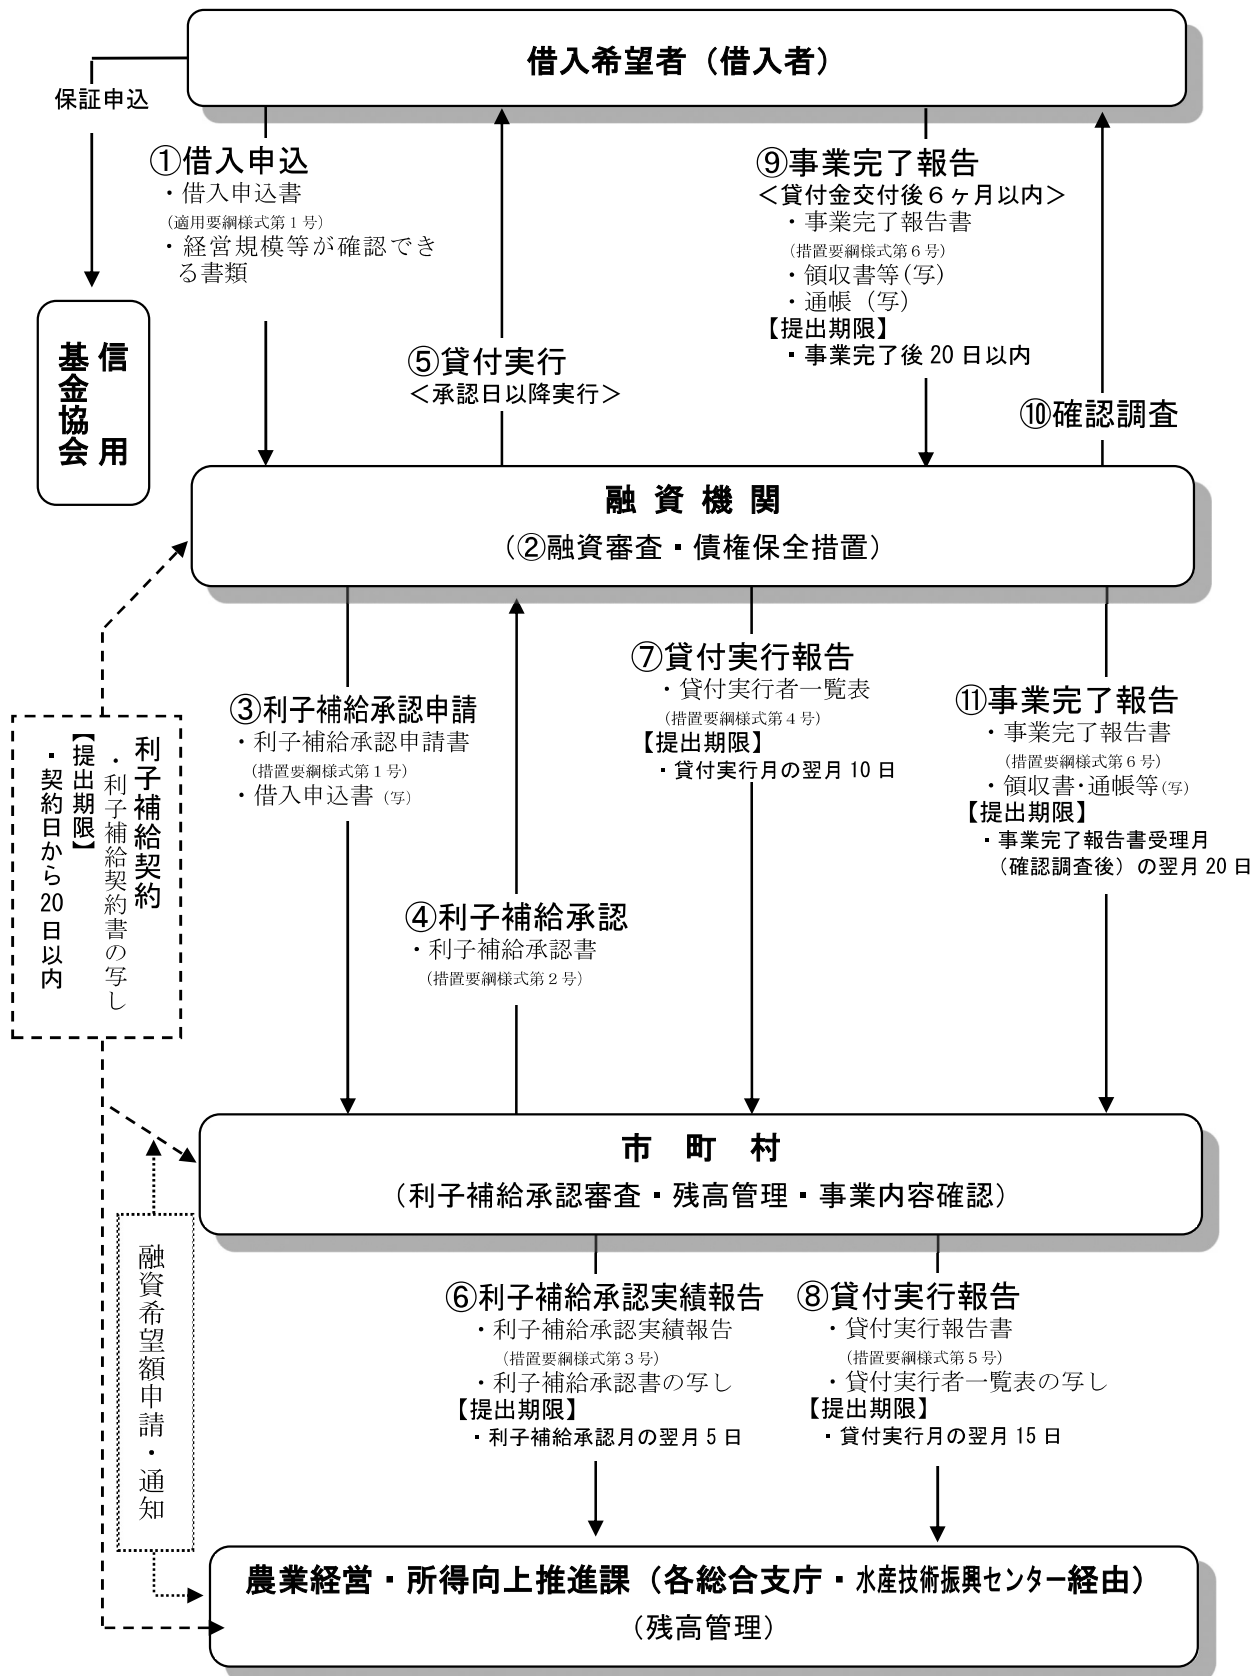 借入希望者（借入者）
保証申込
①借入申込
・借入申込書
（適用要綱様式第１号）
・経営規模等が確認でき
る書類
⑤貸付実行
＜承認日以降実行＞
⑨事業完了報告
＜貸付金交付後６ヶ月以内＞
・事業完了報告書
（措置要綱様式第６号）
・領収書等(写)
・通帳（写）
【提出期限】
・事業完了後 20 日以内
⑩確認調査
信用
基金協会
融資機関
（②融資審査・債権保全措置）
③利子補給承認申請
・利子補給承認申請書
（措置要綱様式第１号）
・借入申込書（写）
④利子補給承認
・利子補給承認書
（措置要綱様式第２号）
⑦貸付実行報告
・貸付実行者一覧表
（措置要綱様式第４号）
【提出期限】
・貸付実行月の翌月 10 日
⑪事業完了報告
・事業完了報告書
（措置要綱様式第６号）
・領収書・通帳等(写)
【提出期限】
・事業完了報告書受理月
（確認調査後）の翌月 20 日
利子補給契約
・利子補給契約書の写し
【提出期限】
・契約日から20日以内
市町村
（利子補給承認審査・残高管理・事業内容確認）
融資希望額申請・通知
⑥利子補給承認実績報告
・利子補給承認実績報告
（措置要綱様式第３号）
・利子補給承認書の写し
【提出期限】
・利子補給承認月の翌月 5 日
⑧貸付実行報告
・貸付実行報告書
（措置要綱様式第５号）
・貸付実行者一覧表の写し
【提出期限】
・貸付実行月の翌月 15 日
農業経営・所得向上推進課（各総合支庁・水産技術振興センター経由）
（残高管理）